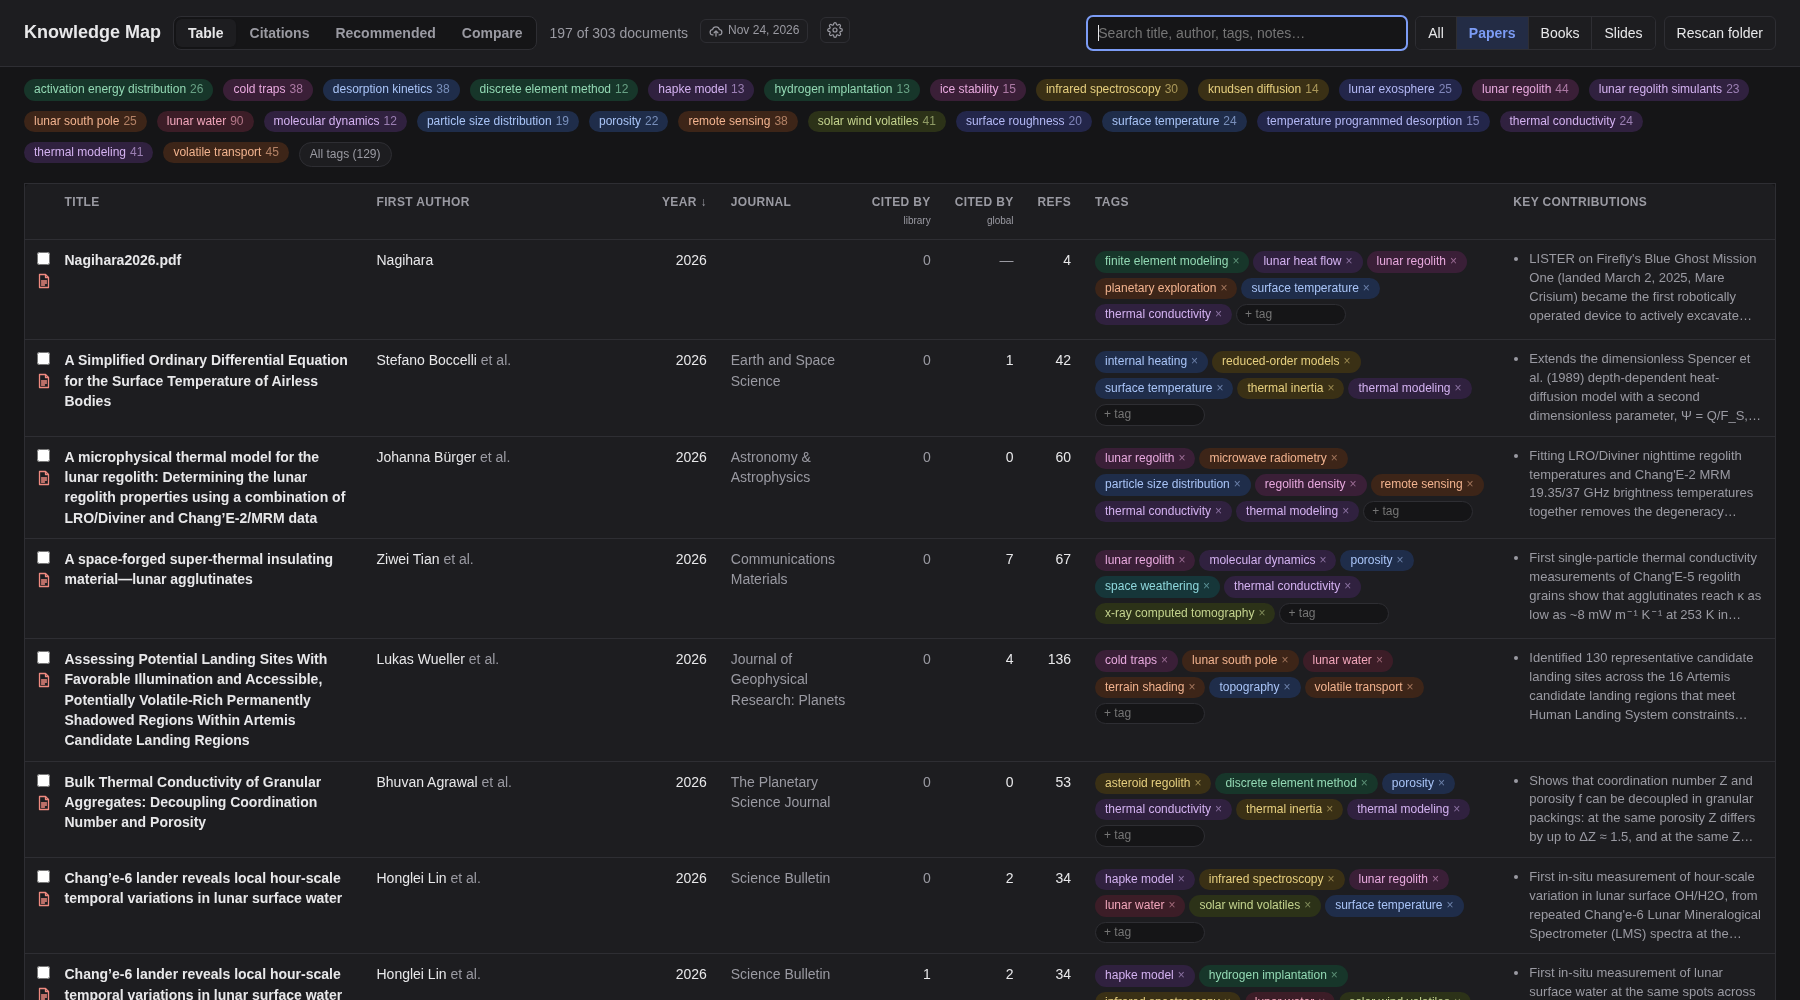 Knowledge Map Table Citations Recommended Compare 197 of 303 documents Nov 24, 2026 Search title, author, tags, notes… All Papers Books Slides Rescan folder
activation energy distribution 26 cold traps 38 desorption kinetics 38 discrete element method 12 hapke model 13 hydrogen implantation 13 ice stability 15 infrared spectroscopy 30 knudsen diffusion 14 lunar exosphere 25 lunar regolith 44 lunar regolith simulants 23
lunar south pole 25 lunar water 90 molecular dynamics 12 particle size distribution 19 porosity 22 remote sensing 38 solar wind volatiles 41 surface roughness 20 surface temperature 24 temperature programmed desorption 15 thermal conductivity 24
thermal modeling 41 volatile transport 45 All tags (129)
TITLE FIRST AUTHOR YEAR ↓ JOURNAL CITED BY CITED BY REFS TAGS KEY CONTRIBUTIONS
library global
Nagihara2026.pdf Nagihara 2026 0 — 4
finite element modeling × lunar heat flow × lunar regolith ×
planetary exploration × surface temperature ×
thermal conductivity × + tag
• LISTER on Firefly's Blue Ghost Mission
One (landed March 2, 2025, Mare
Crisium) became the first robotically
operated device to actively excavate…
A Simplified Ordinary Differential Equation
for the Surface Temperature of Airless
Bodies
Stefano Boccelli et al. 2026
Earth and Space
Science
0 1 42
internal heating × reduced-order models ×
surface temperature × thermal inertia × thermal modeling ×
+ tag
• Extends the dimensionless Spencer et
al. (1989) depth-dependent heat-
diffusion model with a second
dimensionless parameter, Ψ = Q/F_S,…
A microphysical thermal model for the
lunar regolith: Determining the lunar
regolith properties using a combination of
LRO/Diviner and Chang’E-2/MRM data
Johanna Bürger et al. 2026
Astronomy &
Astrophysics
0 0 60
lunar regolith × microwave radiometry ×
particle size distribution × regolith density × remote sensing ×
thermal conductivity × thermal modeling × + tag
• Fitting LRO/Diviner nighttime regolith
temperatures and Chang'E-2 MRM
19.35/37 GHz brightness temperatures
together removes the degeneracy…
A space-forged super-thermal insulating
material—lunar agglutinates
Ziwei Tian et al. 2026
Communications
Materials
0 7 67
lunar regolith × molecular dynamics × porosity ×
space weathering × thermal conductivity ×
x-ray computed tomography × + tag
• First single-particle thermal conductivity
measurements of Chang'E-5 regolith
grains show that agglutinates reach κ as
low as ~8 mW m⁻¹ K⁻¹ at 253 K in…
Assessing Potential Landing Sites With
Favorable Illumination and Accessible,
Potentially Volatile-Rich Permanently
Shadowed Regions Within Artemis
Candidate Landing Regions
Lukas Wueller et al. 2026
Journal of
Geophysical
Research: Planets
0 4 136
cold traps × lunar south pole × lunar water ×
terrain shading × topography × volatile transport ×
+ tag
• Identified 130 representative candidate
landing sites across the 16 Artemis
candidate landing regions that meet
Human Landing System constraints…
Bulk Thermal Conductivity of Granular
Aggregates: Decoupling Coordination
Number and Porosity
Bhuvan Agrawal et al. 2026
The Planetary
Science Journal
0 0 53
asteroid regolith × discrete element method × porosity ×
thermal conductivity × thermal inertia × thermal modeling ×
+ tag
• Shows that coordination number Z and
porosity f can be decoupled in granular
packings: at the same porosity Z differs
by up to ΔZ ≈ 1.5, and at the same Z…
Chang’e-6 lander reveals local hour-scale
temporal variations in lunar surface water
Honglei Lin et al. 2026 Science Bulletin 0 2 34
hapke model × infrared spectroscopy × lunar regolith ×
lunar water × solar wind volatiles × surface temperature ×
+ tag
• First in-situ measurement of hour-scale
variation in lunar surface OH/H2O, from
repeated Chang'e-6 Lunar Mineralogical
Spectrometer (LMS) spectra at the…
Chang’e-6 lander reveals local hour-scale
temporal variations in lunar surface water
Honglei Lin et al. 2026 Science Bulletin 1 2 34
hapke model × hydrogen implantation ×
infrared spectroscopy × lunar water × solar wind volatiles ×
• First in-situ measurement of lunar
surface water at the same spots across